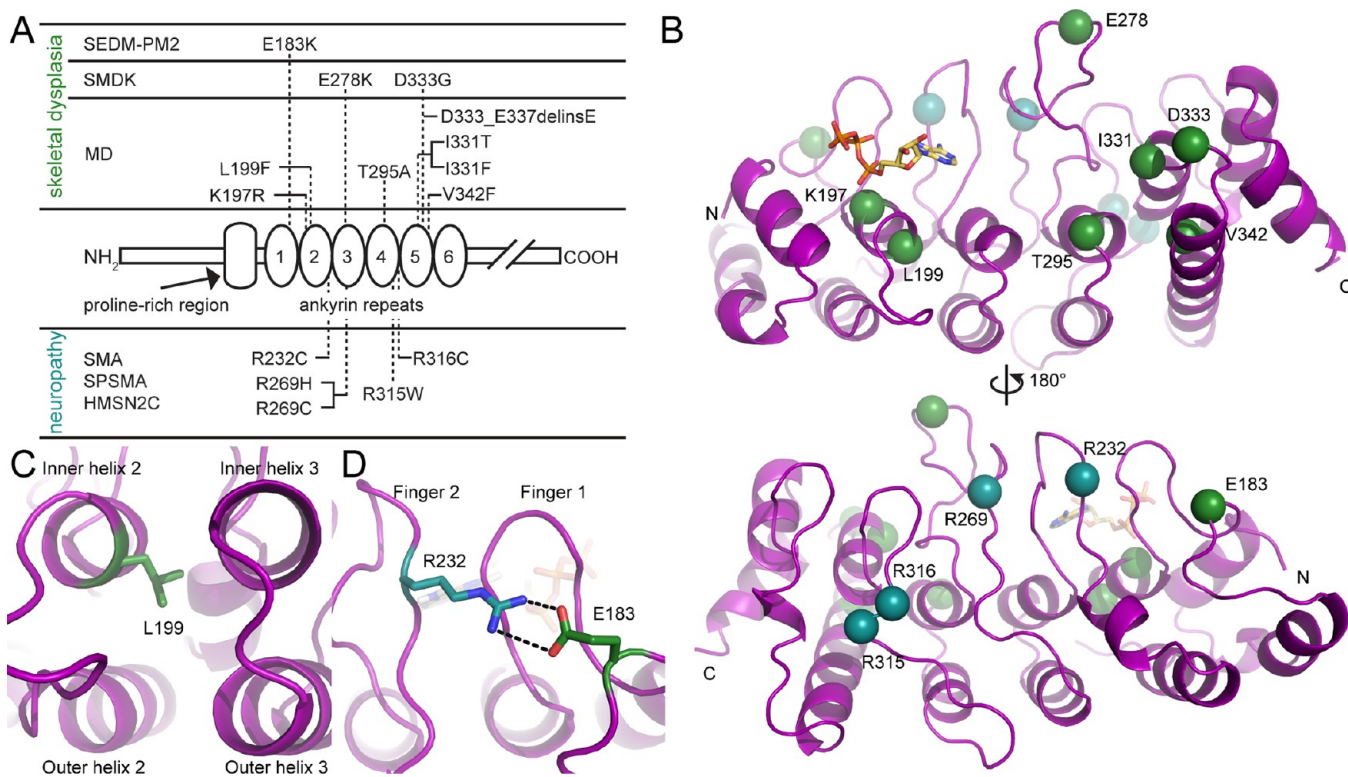 A
skeletal dysplasia
SEDM-PM2
E183K
SMDK
E278K
D333G
MD
D333_E337delinsE
I331T
I331F
L199F
T295A
K197R
V342F
NH2
1
2
3
4
5
6
COOH
proline-rich region
ankyrin repeats
neuropathy
SMA
R232C
R316C
SPSMA
R269H
R315W
HMSN2C
R269C
B
E278
D333
I331
K197
N
V342
T295
L199
C
180°
R232
E183
R269
R316
N
R315
C
C
Inner helix 2
Inner helix 3
L199
Outer helix 2
Outer helix 3
D
Finger 2
Finger 1
R232
E183